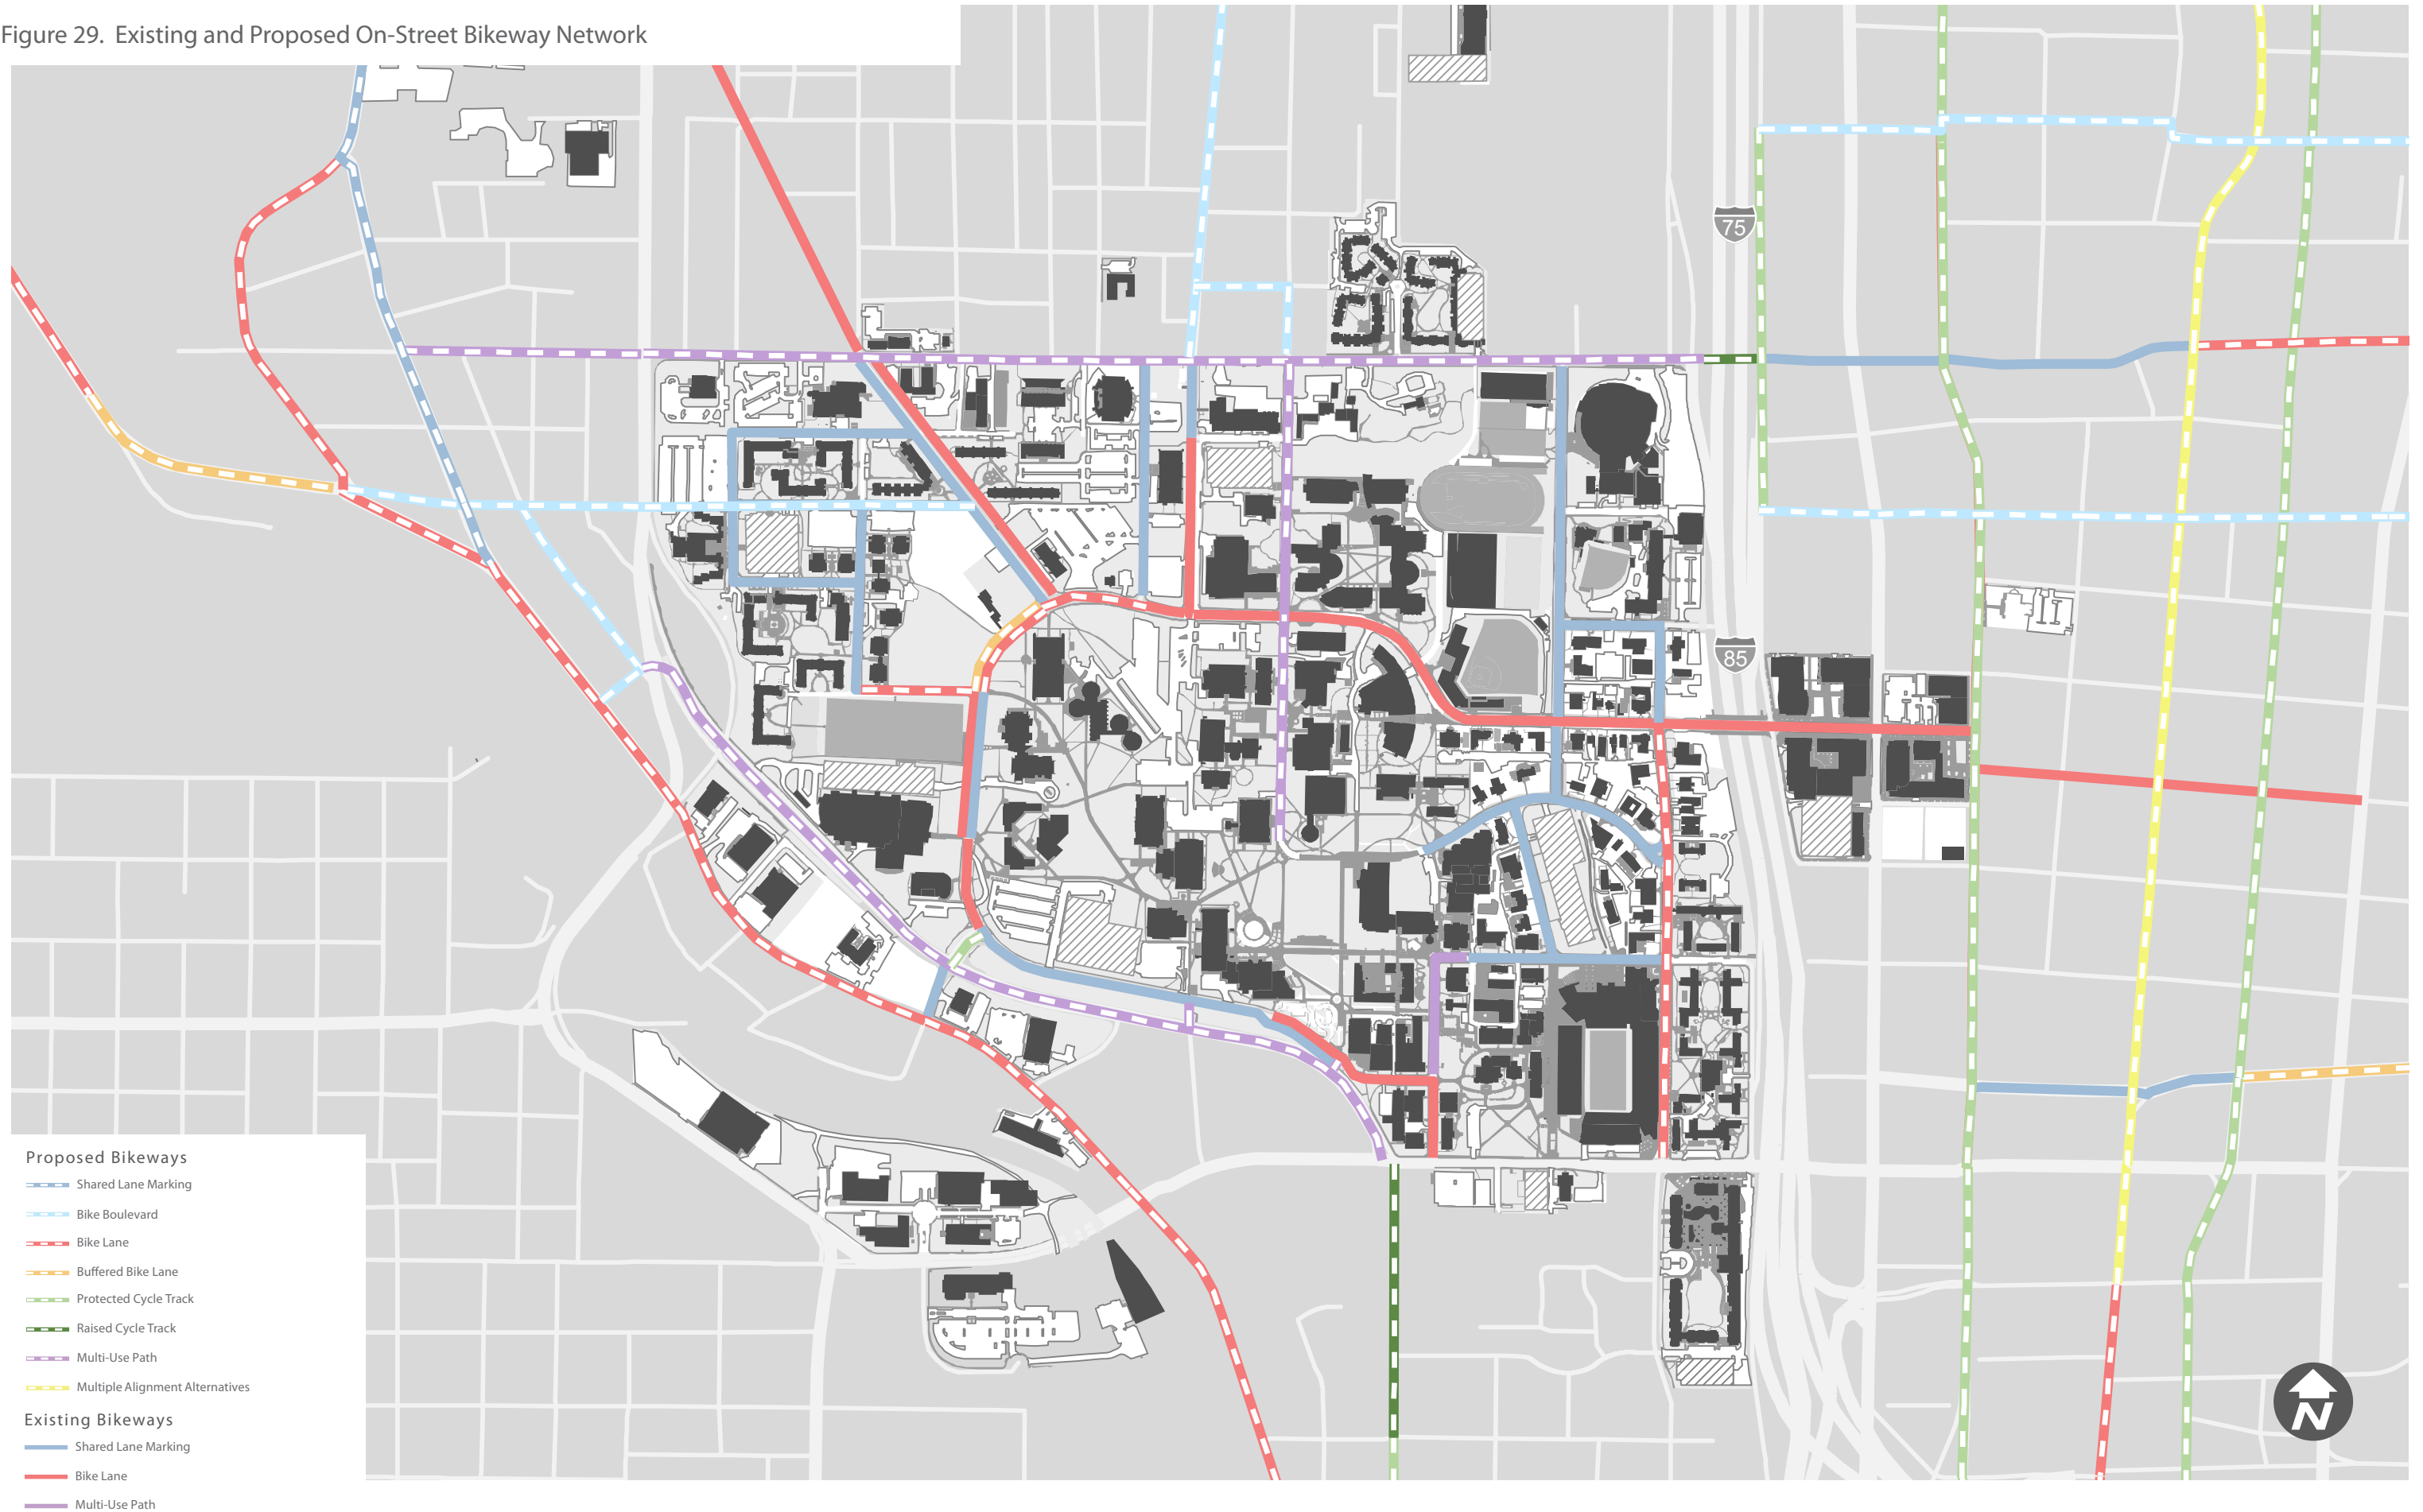 Figure 29. Existing and Proposed On-Street Bikeway Network
75
85
Proposed Bikeways
Shared Lane Marking
Bike Boulevard
Bike Lane
Buffered Bike Lane
Protected Cycle Track
Raised Cycle Track
Multi-Use Path
Multiple Alignment Alternatives
Existing Bikeways
Shared Lane Marking
Bike Lane
Multi-Use Path
N